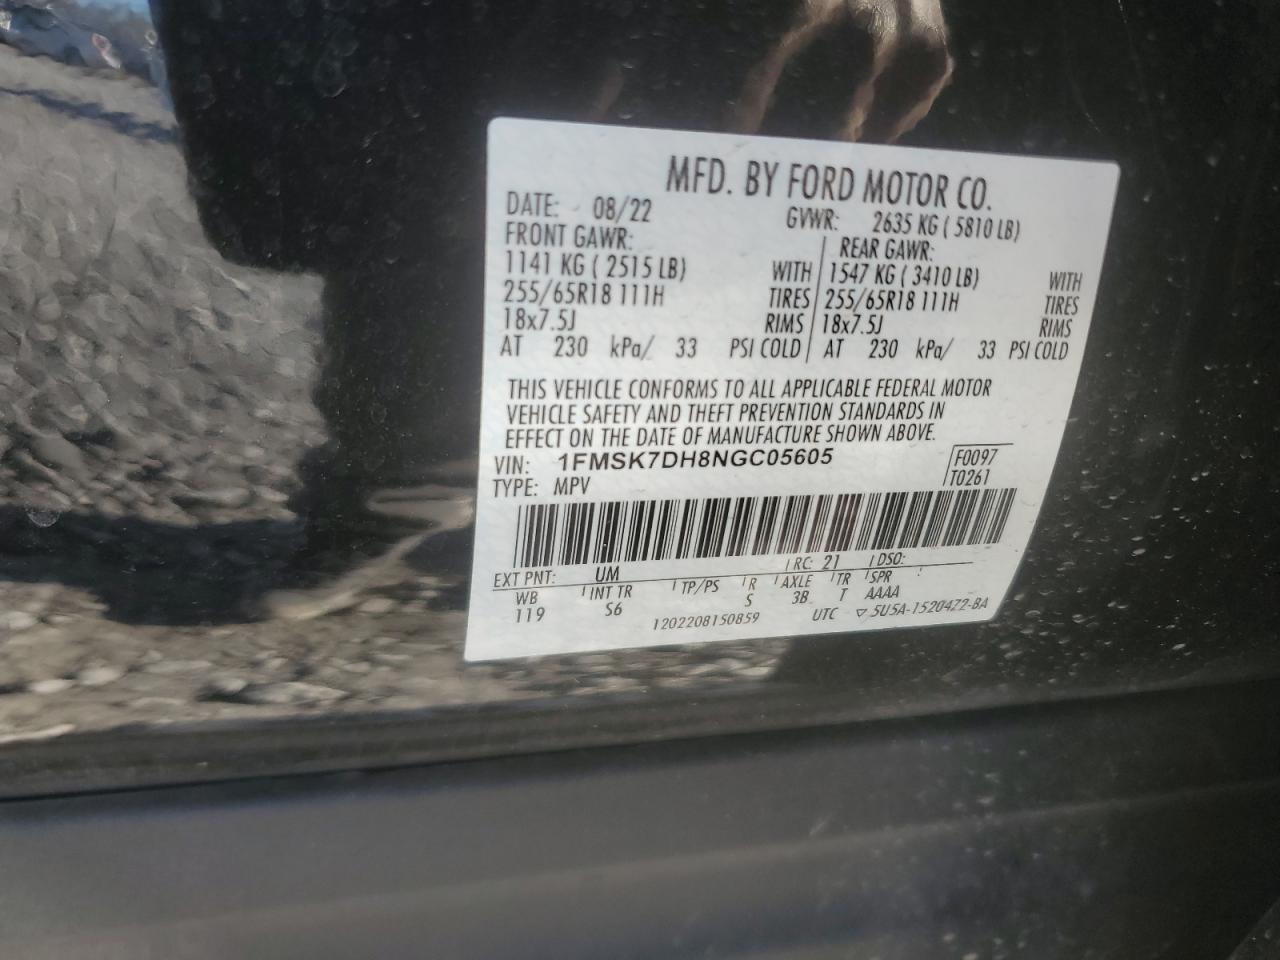 MFD. BY FORD MOTOR CO.
DATE: 08/22 GVWR: 2635 KG ( 5810 LB)
FRONT GAWR: REAR GAWR:
1141 KG ( 2515 LB) WITH 1547 KG ( 3410 LB) WITH
255/65R18 111H TIRES 255/65R18 111H TIRES
18x7.5J RIMS 18x7.5J RIMS
AT 230 kPa/ 33 PSI COLD AT 230 kPa/ 33 PSI COLD
THIS VEHICLE CONFORMS TO ALL APPLICABLE FEDERAL MOTOR
VEHICLE SAFETY AND THEFT PREVENTION STANDARDS IN
EFFECT ON THE DATE OF MANUFACTURE SHOWN ABOVE.
VIN: 1FMSK7DH8NGC05605 F0097
TYPE: MPV T0261
EXT PNT: UM RC: 21 DSO:
WB INT TR TP/PS R AXLE TR SPR
119 S6 S 3B T AAAA
1202208150859 UTC ▽ 5U5A-1520472-BA